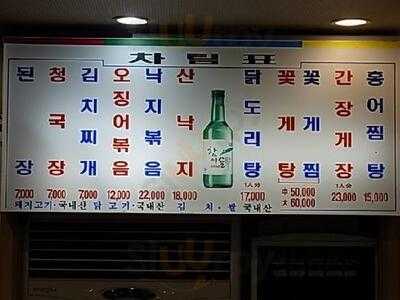 차림표
된장
청국장
김치찌개
오징어볶음
낙지볶음
산낙지
닭도리탕
꽃게탕
꽃게찜
간장게장
홍어찜·탕
7,000
7,000
7,000
12,000
22,000
18,000
1人分
17,000
中 50,000
大 60,000
1人分
23,000
15,000
돼지고기·국내산 닭고기·국내산 김치·쌀 국내산